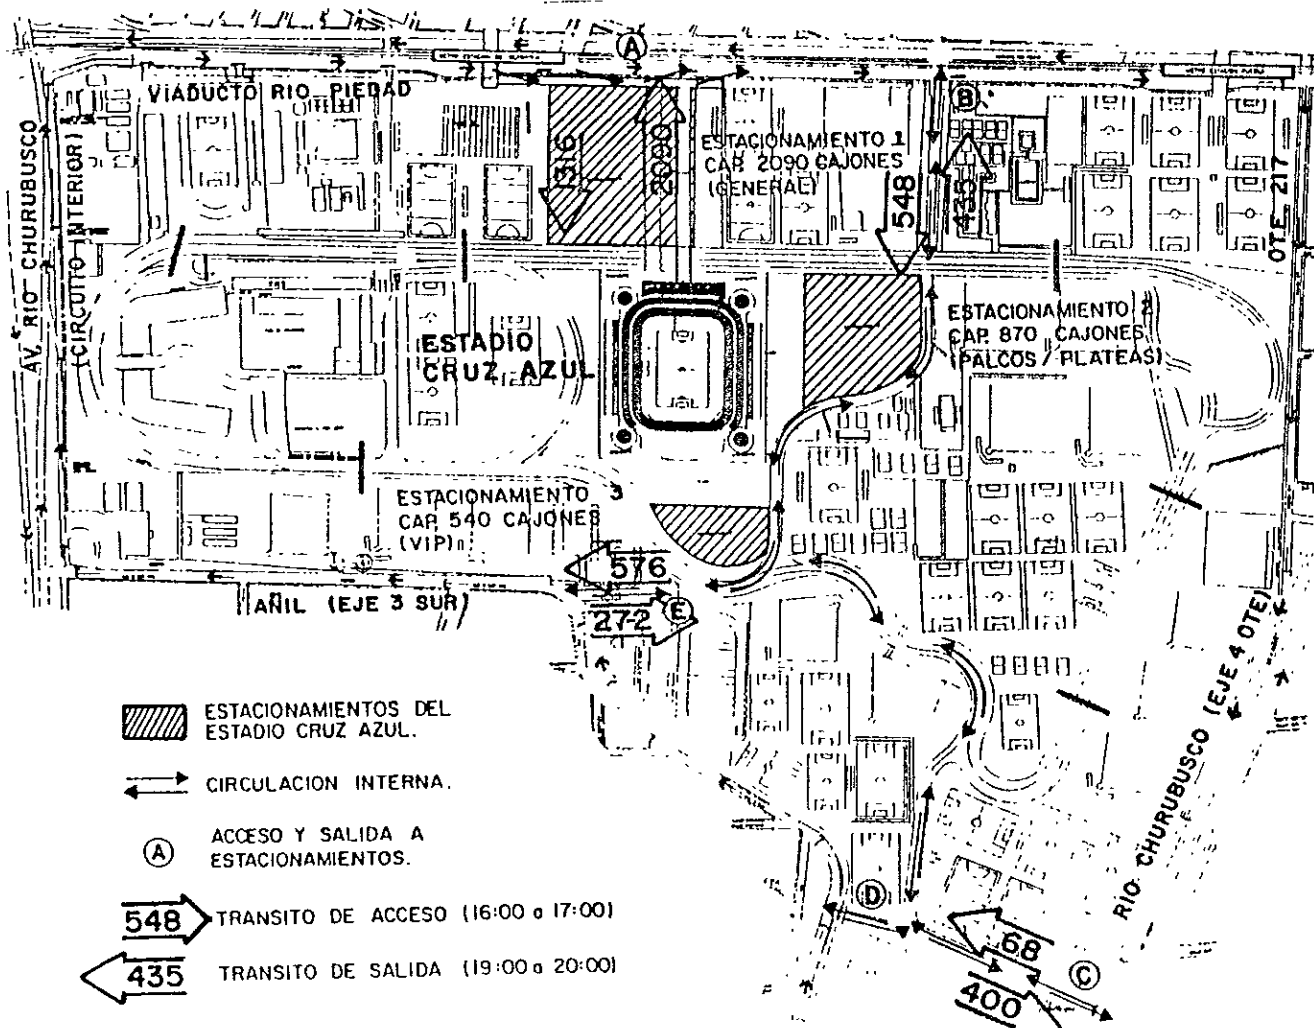 A
VIADUCTO RIO PIEDAD
B
AV. RIO CHURUBUSCO
(CIRCUITO INTERIOR)
1316
2090
ESTACIONAMIENTO 1
CAP. 2090 CAJONES
(GENERAL)
548
435
OTE. 217
ESTADIO
CRUZ AZUL
ESTACIONAMIENTO 2
CAP. 870 CAJONES
(PALCOS / PLATEAS)
ESTACIONAMIENTO 3
CAP. 540 CAJONES
(VIP)
576
272
E
AÑIL (EJE 3 SUR)
RIO CHURUBUSCO (EJE 4 OTE)
ESTACIONAMIENTOS DEL
ESTADIO CRUZ AZUL.
CIRCULACION INTERNA.
A
ACCESO Y SALIDA A
ESTACIONAMIENTOS.
548
TRANSITO DE ACCESO (16:00 a 17:00)
435
TRANSITO DE SALIDA (19:00 a 20:00)
D
68
400
C